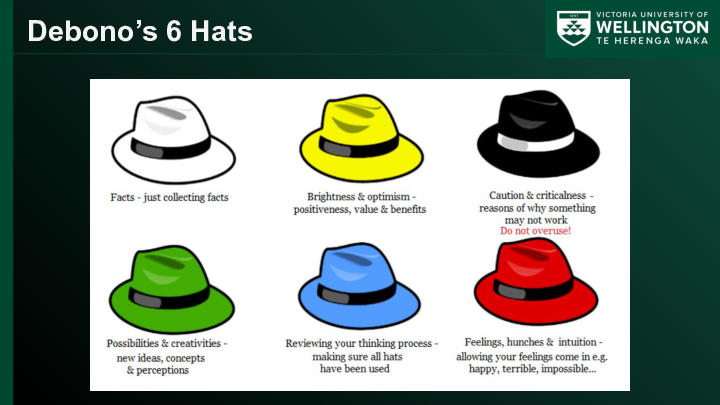 Debono's 6 Hats
VICTORIA UNIVERSITY OF
WELLINGTON
TE HERENGA WAKA
Facts - just collecting facts
Brightness & optimism -
positiveness, value & benefits
Caution & criticalness -
reasons of why something
may not work
Do not overuse!
Possibilities & creativities -
new ideas, concepts
& perceptions
Reviewing your thinking process -
making sure all hats
have been used
Feelings, hunches & intuition -
allowing your feelings come in e.g.
happy, terrible, impossible...